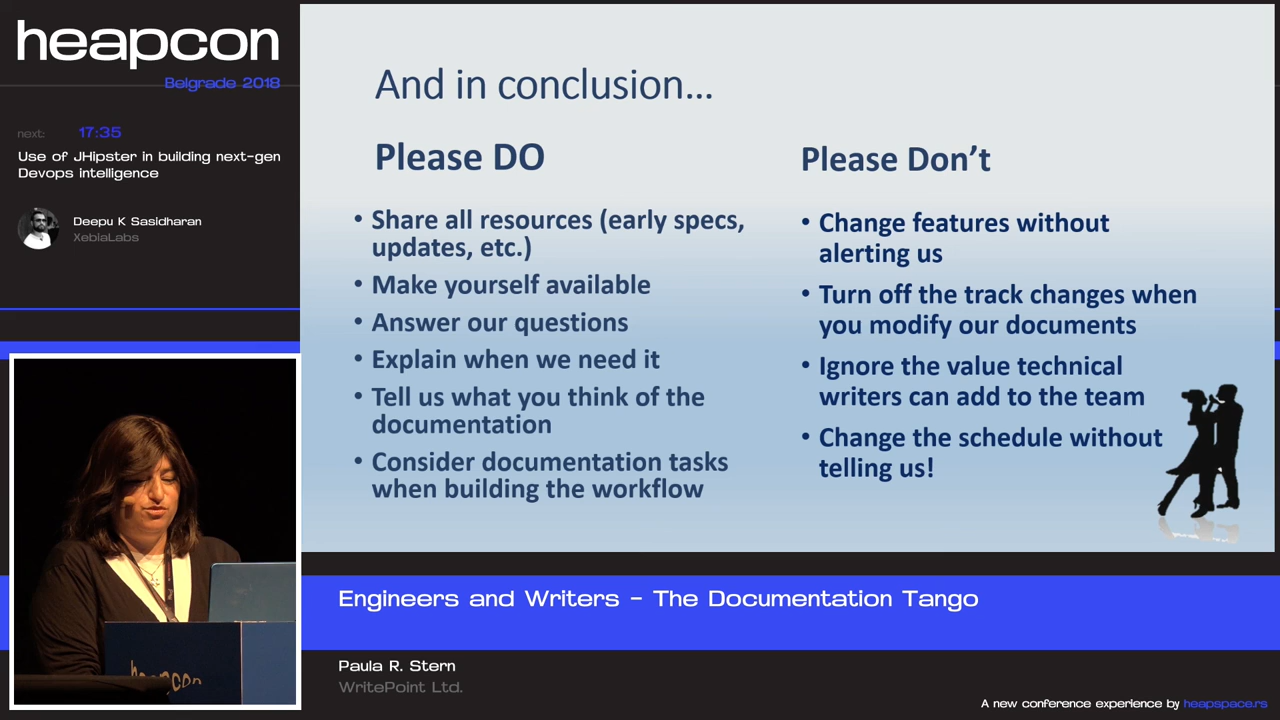 heapcon
Belgrade 2018
next: 17:35
Use of JHipster in building next-gen
Devops intelligence
Deepu K Sasidharan
XebiaLabs
And in conclusion...
Please DO
• Share all resources (early specs,
updates, etc.)
• Make yourself available
• Answer our questions
• Explain when we need it
• Tell us what you think of the
documentation
• Consider documentation tasks
when building the workflow
Please Don't
• Change features without
alerting us
• Turn off the track changes when
you modify our documents
• Ignore the value technical
writers can add to the team
• Change the schedule without
telling us!
heapcon
Engineers and Writers - The Documentation Tango
Paula R. Stern
WritePoint Ltd.
A new conference experience by heapspace.rs